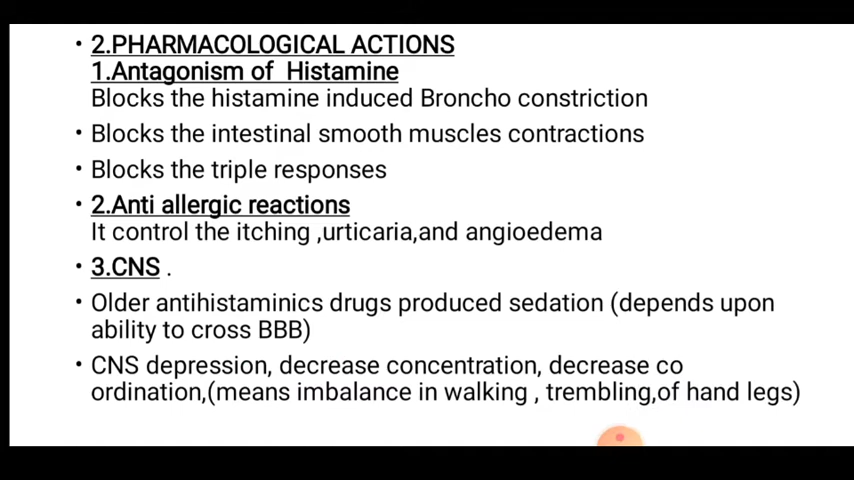 • 2.PHARMACOLOGICAL ACTIONS
1.Antagonism of  Histamine
Blocks the histamine induced Broncho constriction
• Blocks the intestinal smooth muscles contractions
• Blocks the triple responses
• 2.Anti allergic reactions
It control the itching ,urticaria,and angioedema
• 3.CNS .
• Older antihistaminics drugs produced sedation (depends upon
ability to cross BBB)
• CNS depression, decrease concentration, decrease co
ordination,(means imbalance in walking , trembling,of hand legs)